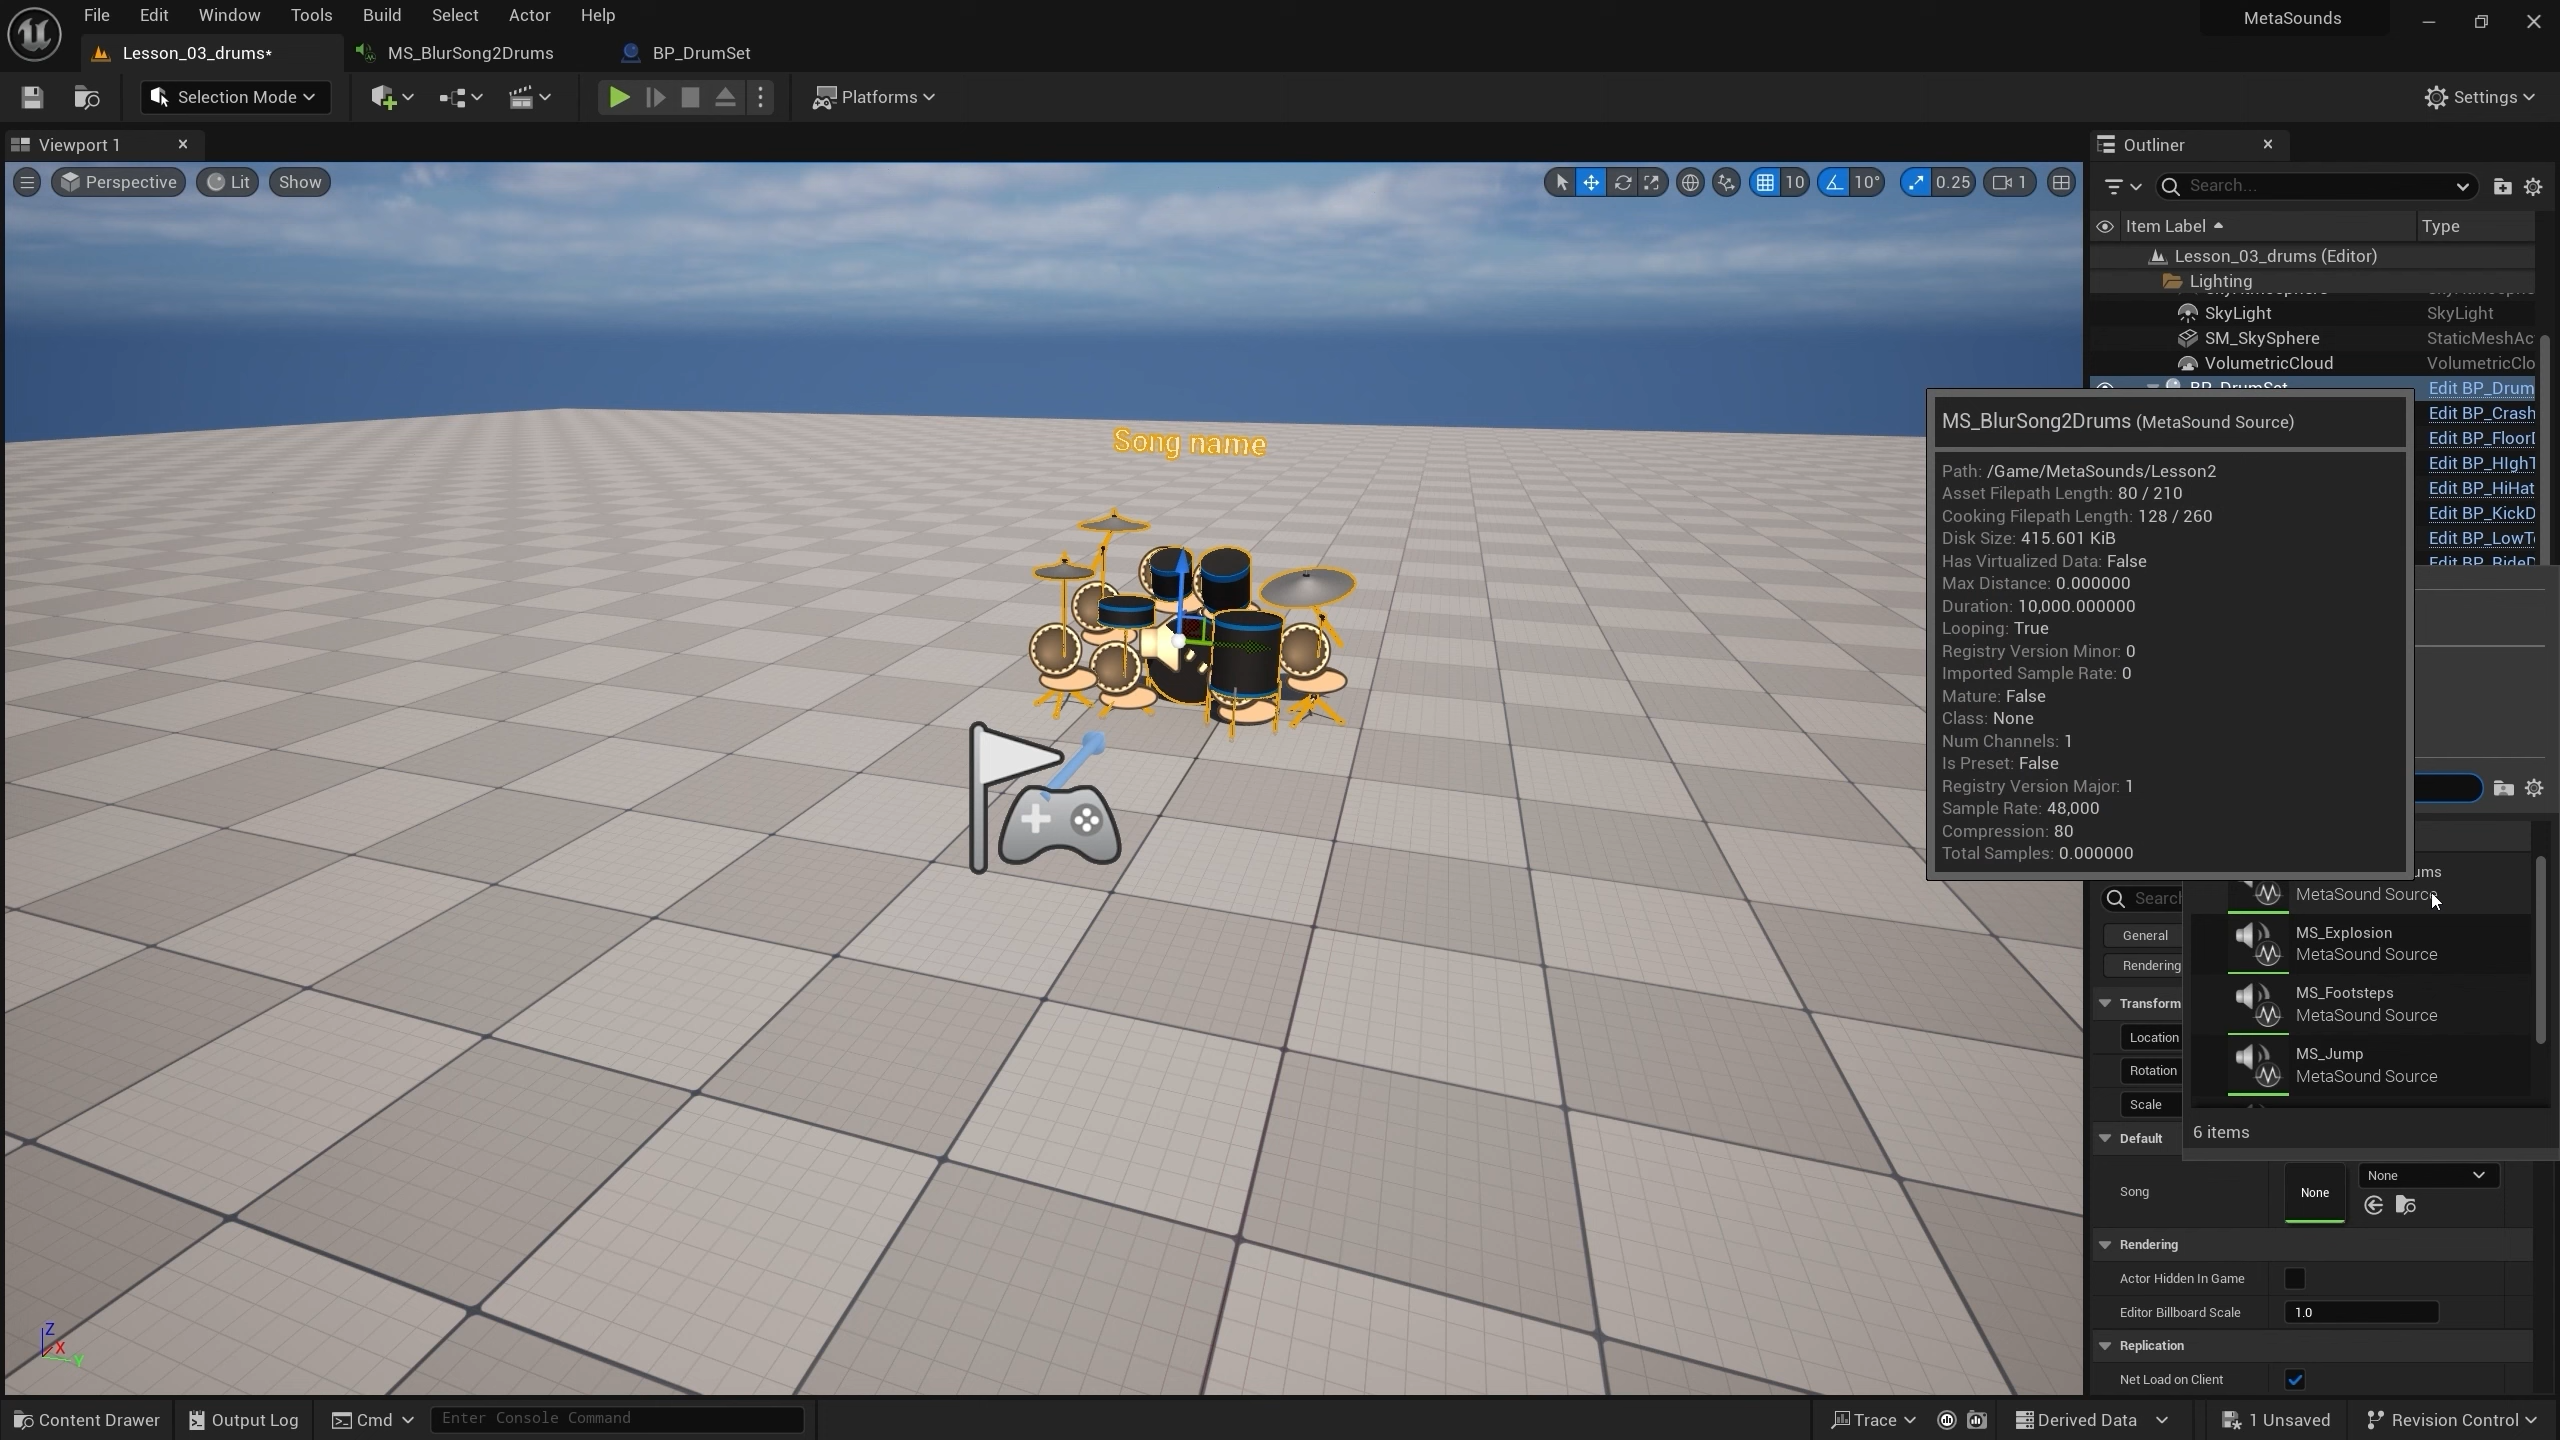 File Edit Window Tools Build Select Actor Help
MetaSounds
Lesson_03_drums*
MS_BlurSong2Drums
BP_DrumSet
Selection Mode
Platforms
Settings
Viewport 1
Outliner
Perspective
Lit
Show
10
10°
0.25
1
Search...
Item Label
Type
Lesson_03_drums (Editor)
Lighting
SkyLight SkyLight
SM_SkySphere StaticMeshAc
VolumetricCloud VolumetricClo
BP_DrumSet Edit BP_Drum
Edit BP_Crash
Edit BP_Floor
Edit BP_HIghT
Edit BP_HiHat
Edit BP_KickD
Edit BP_LowT
Edit BP_RideD
Song name
MS_BlurSong2Drums (MetaSound Source)
Path: /Game/MetaSounds/Lesson2
Asset Filepath Length: 80 / 210
Cooking Filepath Length: 128 / 260
Disk Size: 415.601 KiB
Has Virtualized Data: False
Max Distance: 0.000000
Duration: 10,000.000000
Looping: True
Registry Version Minor: 0
Imported Sample Rate: 0
Mature: False
Class: None
Num Channels: 1
Is Preset: False
Registry Version Major: 1
Sample Rate: 48,000
Compression: 80
Total Samples: 0.000000
ums
MetaSound Source
MS_Explosion
MetaSound Source
MS_Footsteps
MetaSound Source
MS_Jump
MetaSound Source
6 items
Search
General
Rendering
Transform
Location
Rotation
Scale
Default
Song
None
None
Rendering
Actor Hidden In Game
Editor Billboard Scale 1.0
Replication
Net Load on Client
Z
X
Y
Content Drawer
Output Log
Cmd
Enter Console Command
Trace
Derived Data
1 Unsaved
Revision Control